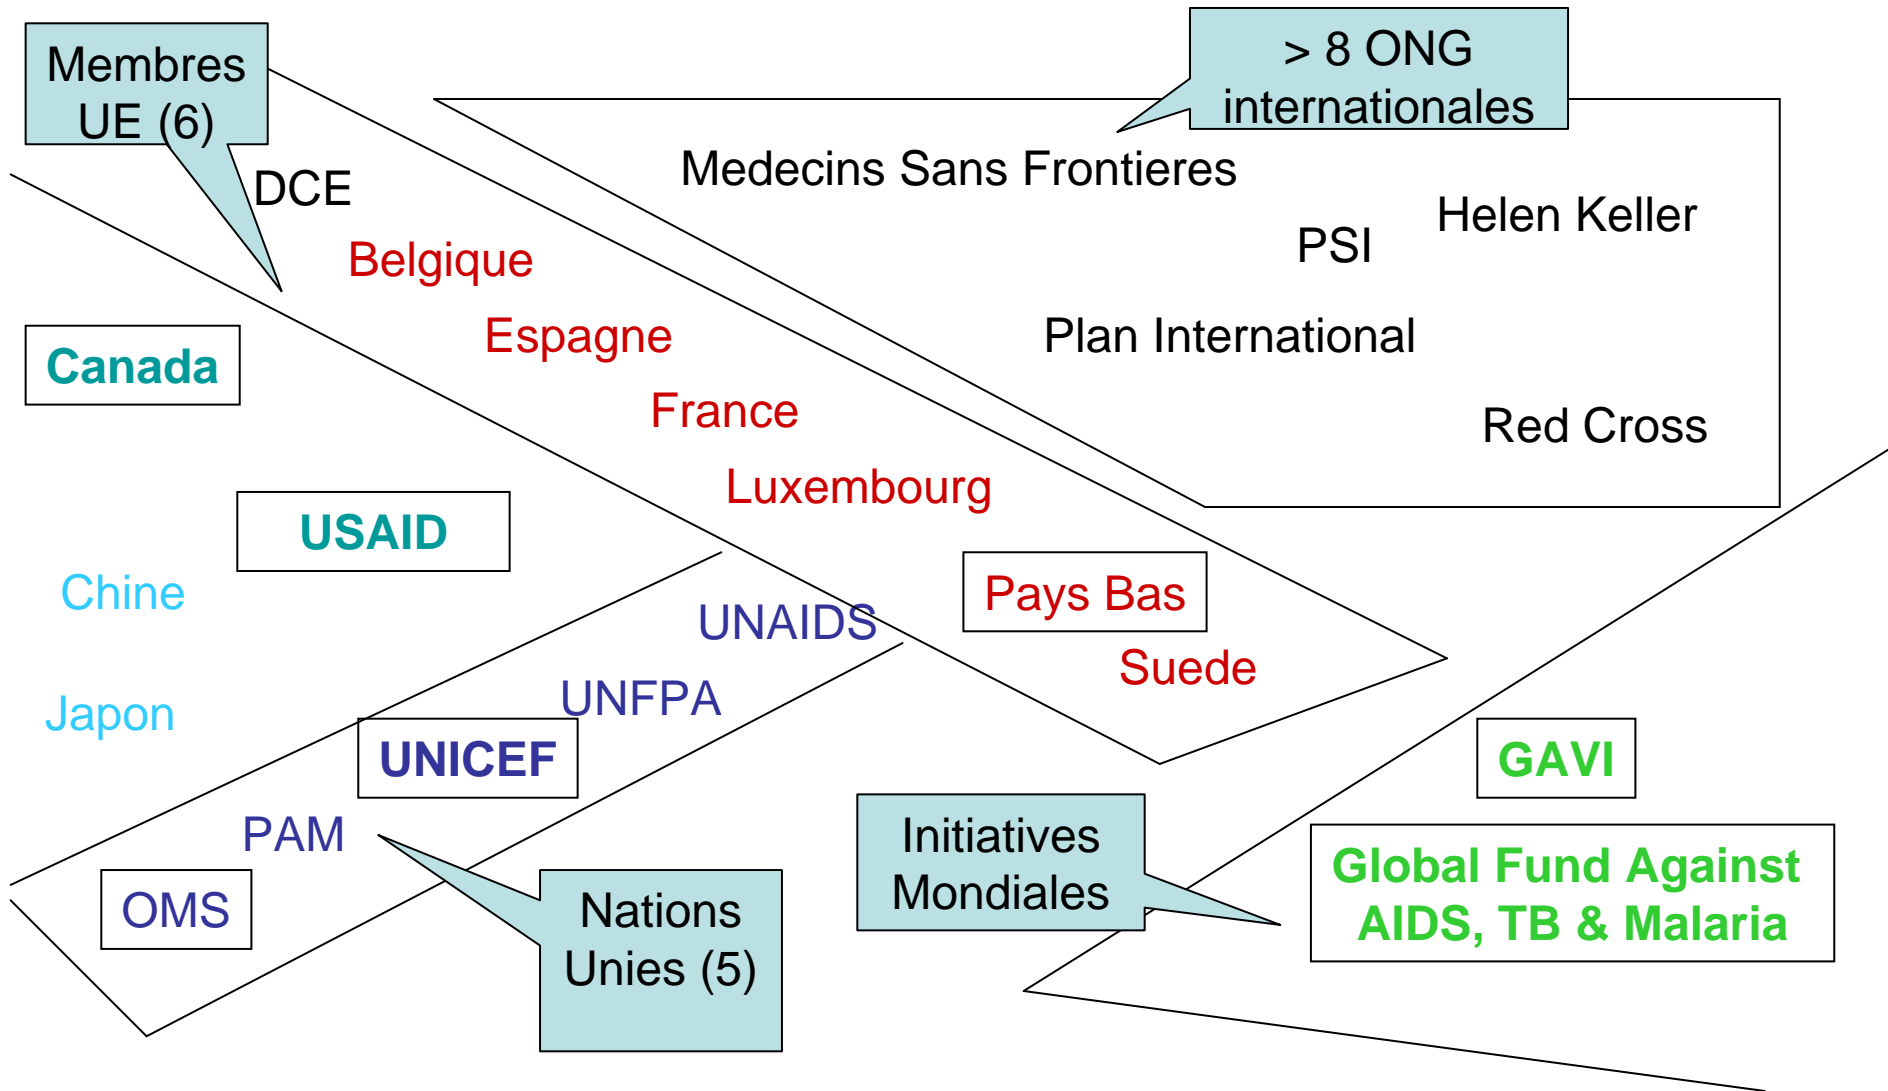 Membres
UE (6)
> 8 ONG
internationales
DCE
Medecins Sans Frontieres
Helen Keller
PSI
Belgique
Espagne
Plan International
Canada
France
Red Cross
Luxembourg
USAID
Chine
Pays Bas
UNAIDS
Suede
UNFPA
Japon
UNICEF
GAVI
PAM
Initiatives
Mondiales
Global Fund Against
AIDS, TB & Malaria
OMS
Nations
Unies (5)